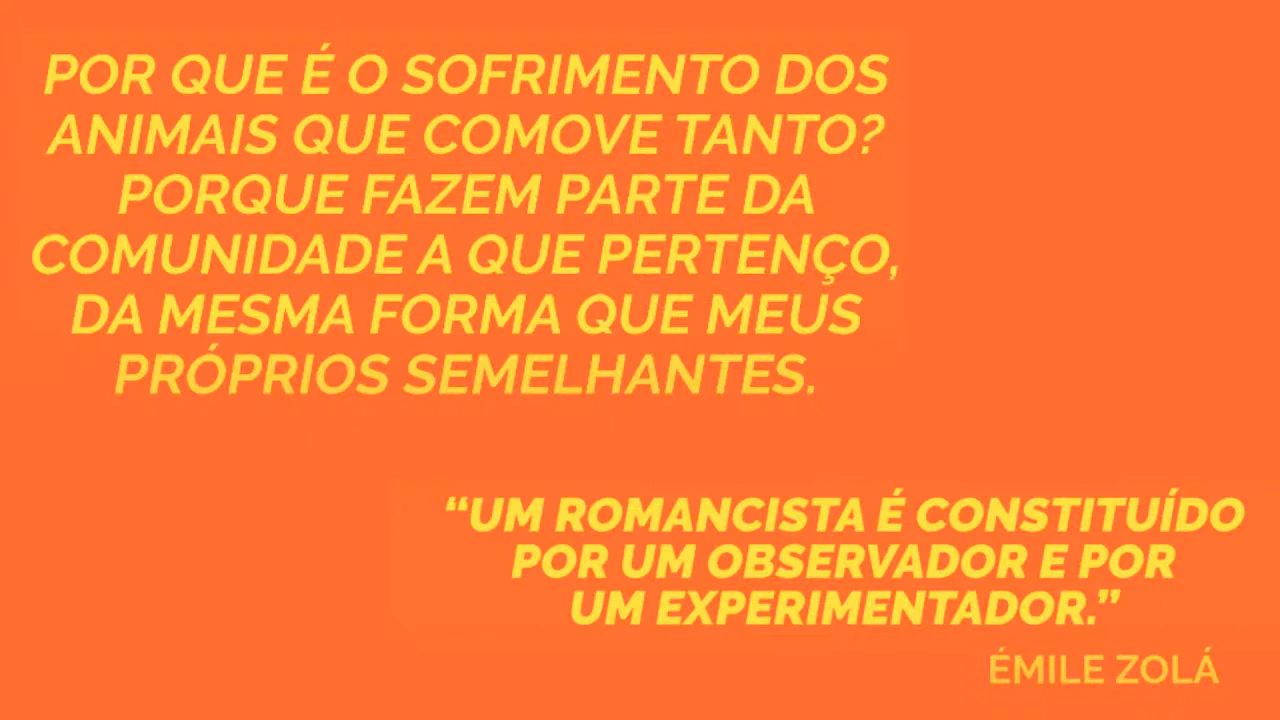 POR QUE É O SOFRIMENTO DOS
ANIMAIS QUE COMOVE TANTO?
PORQUE FAZEM PARTE DA
COMUNIDADE A QUE PERTENÇO,
DA MESMA FORMA QUE MEUS
PRÓPRIOS SEMELHANTES.
“UM ROMANCISTA É CONSTITUÍDO
POR UM OBSERVADOR E POR
UM EXPERIMENTADOR.”
ÉMILE ZOLÁ